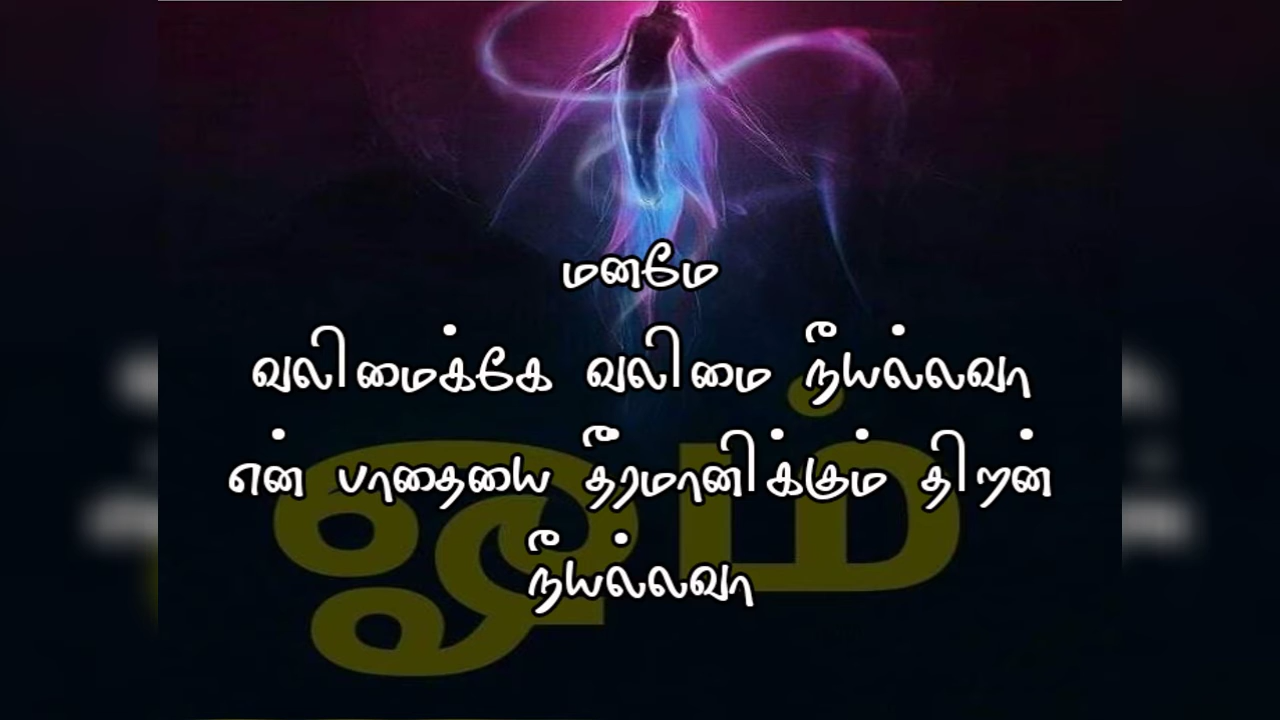 மனமே
வலிமைக்கே வலிமை நீயல்லவா
என் பாதையை தீரமானிக்கும் திறன்
நீயல்லவா
ஓம்